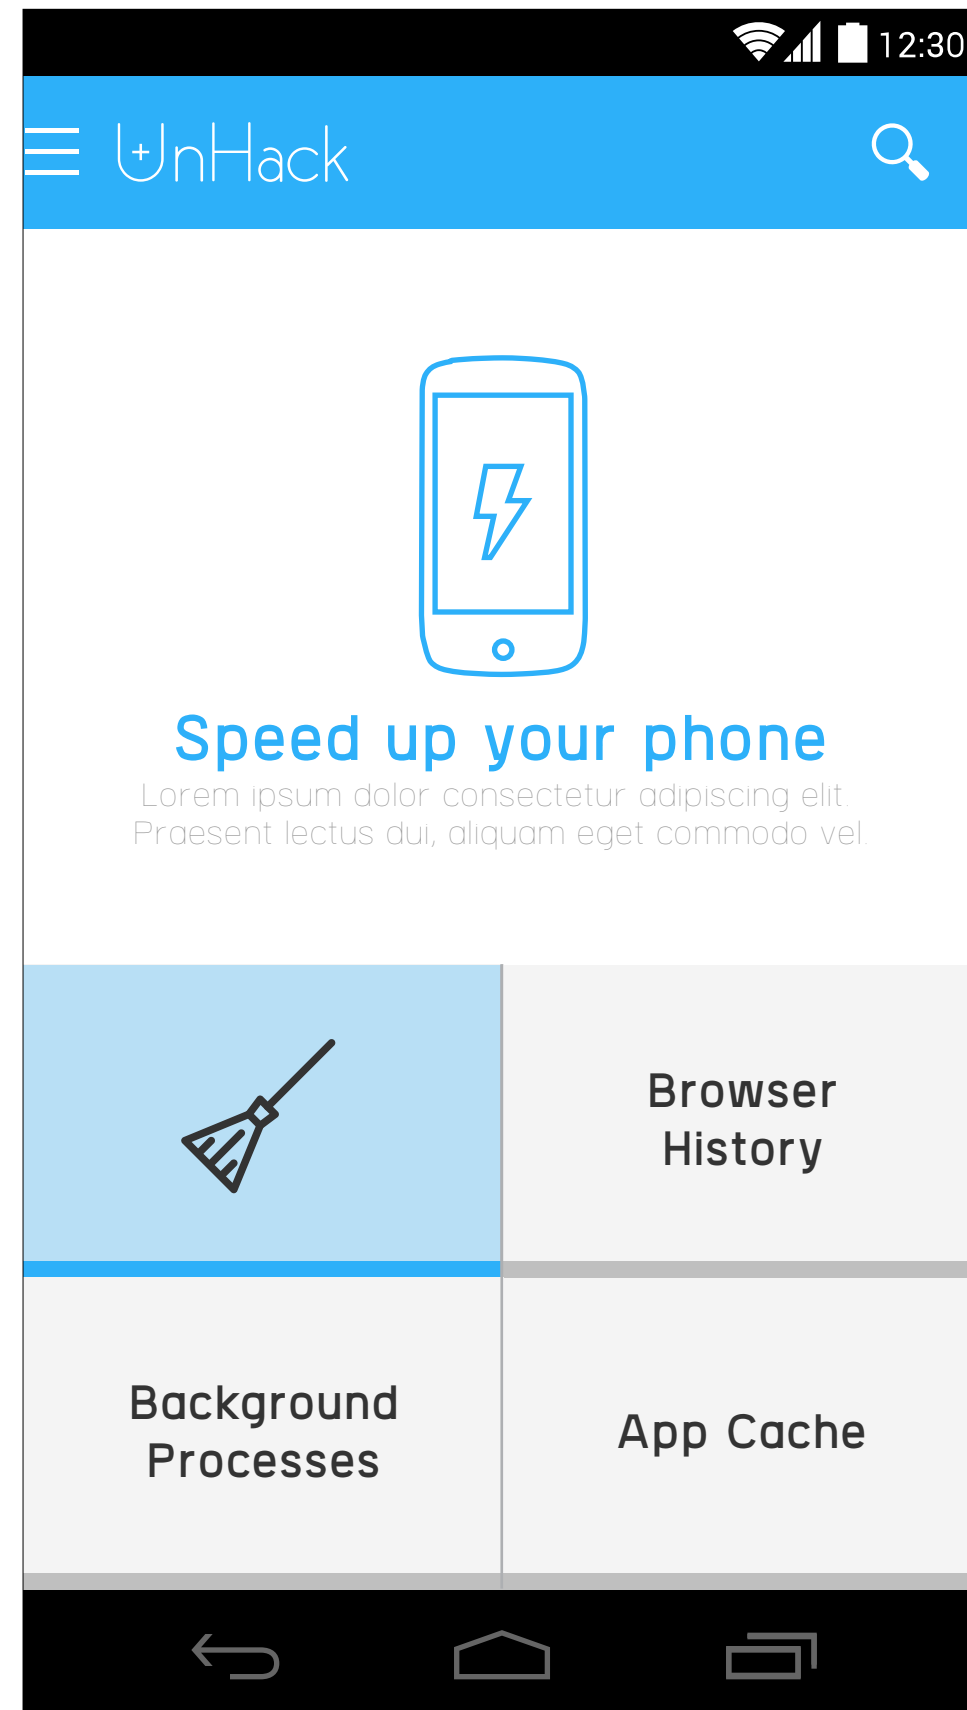 12:30
UnHack
Speed up your phone
Lorem ipsum dolor consectetur adipiscing elit.
Praesent lectus dui, aliquam eget commodo vel.
Browser
History
Background
Processes
App Cache